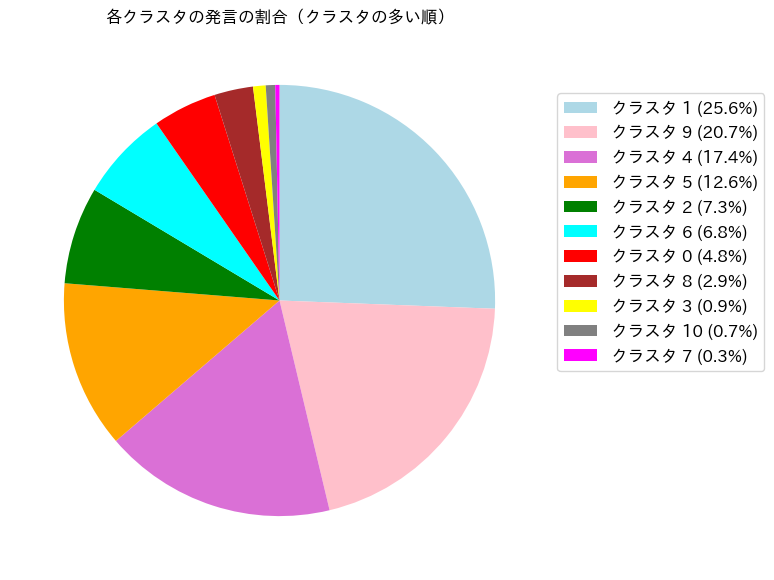 各クラスタの発言の割合（クラスタの多い順）
クラスタ 1 (25.6%)
クラスタ 9 (20.7%)
クラスタ 4 (17.4%)
クラスタ 5 (12.6%)
クラスタ 2 (7.3%)
クラスタ 6 (6.8%)
クラスタ 0 (4.8%)
クラスタ 8 (2.9%)
クラスタ 3 (0.9%)
クラスタ 10 (0.7%)
クラスタ 7 (0.3%)